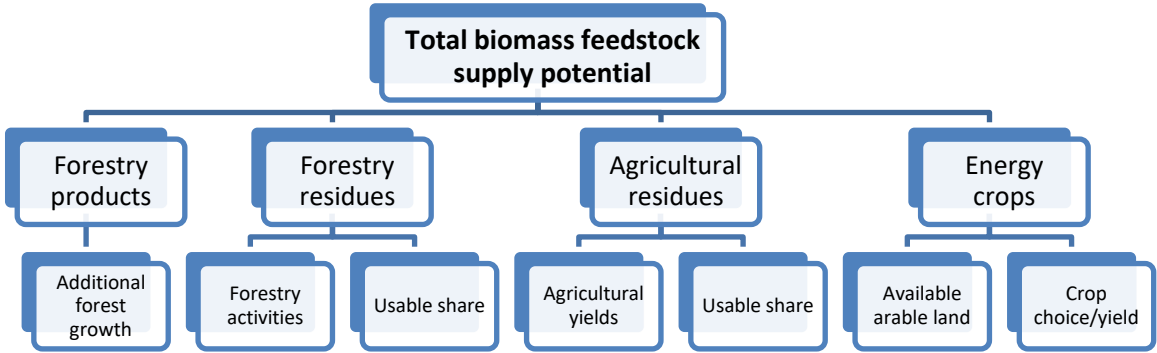 Total biomass feedstock
supply potential
Forestry
products
Forestry
residues
Agricultural
residues
Energy
crops
Additional
forest
growth
Forestry
activities
Usable share
Agricultural
yields
Usable share
Available
arable land
Crop
choice/yield